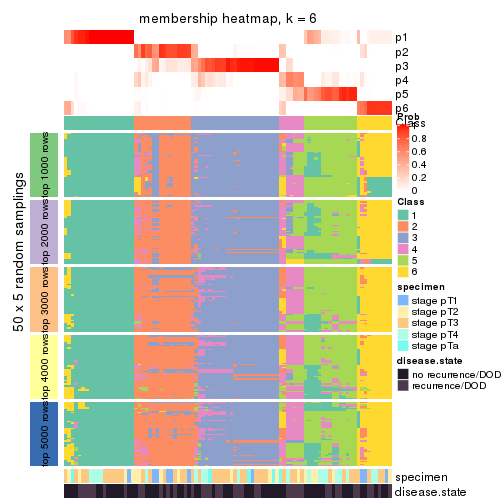 membership heatmap, k = 6
p1
p2
p3
p4
p5
p6
Class
Prob
1
0.8
0.6
0.4
0.2
0
Class
1
2
3
4
5
6
specimen
stage pT1
stage pT2
stage pT3
stage pT4
stage pTa
disease.state
no recurrence/DOD
recurrence/DOD
50 x 5 random samplings
top 1000 rows
top 2000 rows
top 3000 rows
top 4000 rows
top 5000 rows
specimen
disease.state